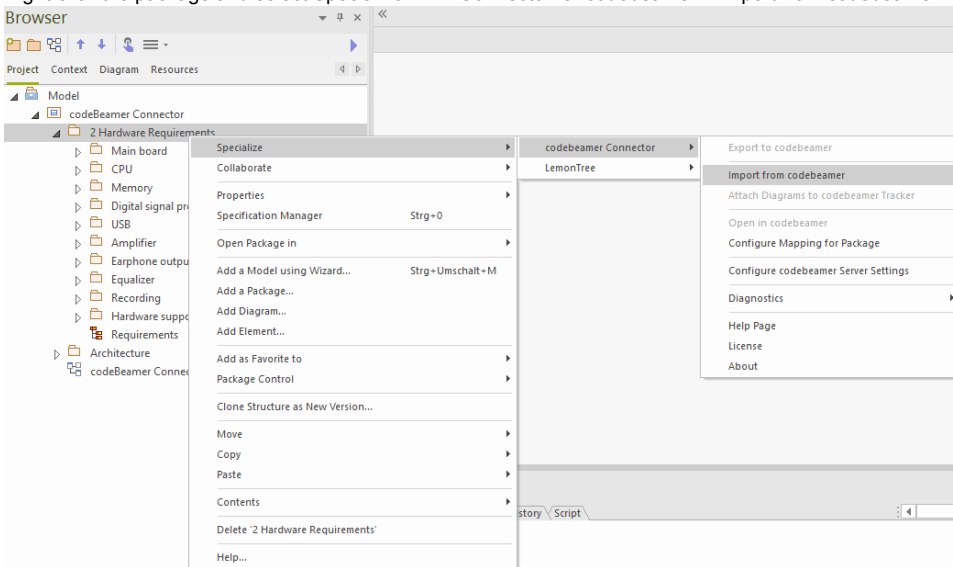 Browser
Project Context Diagram Resources
Model
codeBeamer Connector
2 Hardware Requirements
Main board
CPU
Memory
Digital signal pr
USB
Amplifier
Earphone outpu
Equalizer
Recording
Hardware suppo
Requirements
Architecture
codeBeamer Connec
Specialize
Collaborate
Properties
Specification Manager Strg+0
Open Package in
Add a Model using Wizard... Strg+Umschalt+M
Add a Package...
Add Diagram...
Add Element...
Add as Favorite to
Package Control
Clone Structure as New Version...
Move
Copy
Paste
Contents
Delete '2 Hardware Requirements'
Help...
codebeamer Connector
LemonTree
Export to codebeamer
Import from codebeamer
Attach Diagrams to codebeamer Tracker
Open in codebeamer
Configure Mapping for Package
Configure codebeamer Server Settings
Diagnostics
Help Page
License
About
story Script